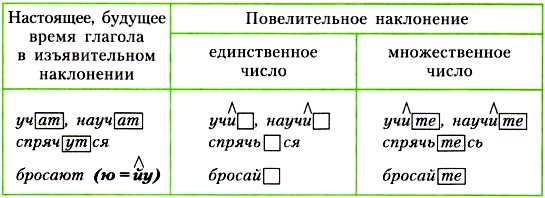 Настоящее, будущее
время глагола
в изъявительном
наклонении
Повелительное наклонение
единственное
число
множественное
число
учат, научат
спрячутся
бросают (ю = йу)
учи, научи
спрячься
бросай
учите, научите
спрячьтесь
бросайте